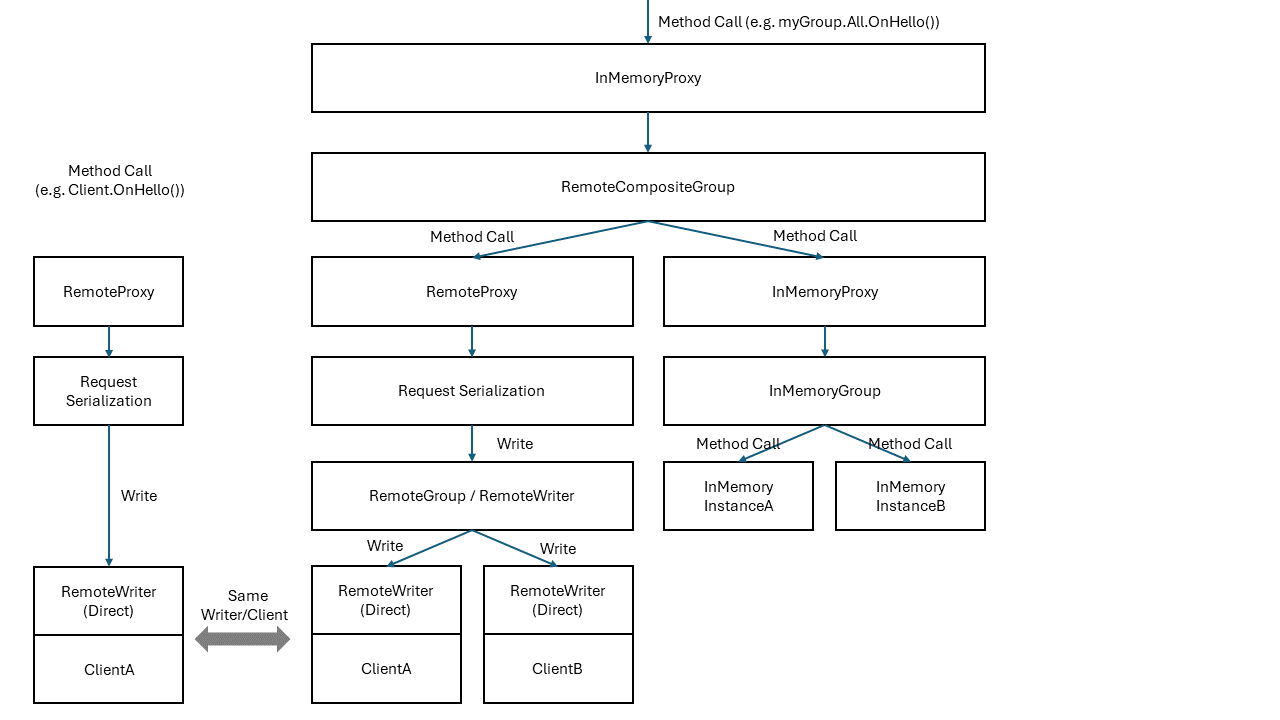 Method Call (e.g. myGroup.All.OnHello())
InMemoryProxy
Method Call
(e.g. Client.OnHello())
RemoteCompositeGroup
Method Call
Method Call
RemoteProxy
RemoteProxy
InMemoryProxy
Request
Serialization
Request Serialization
InMemoryGroup
Write
Method Call
Method Call
Write
RemoteGroup / RemoteWriter
InMemory
InstanceA
InMemory
InstanceB
Write
Write
RemoteWriter
(Direct)
Same
Writer/Client
RemoteWriter
(Direct)
RemoteWriter
(Direct)
ClientA
ClientA
ClientB